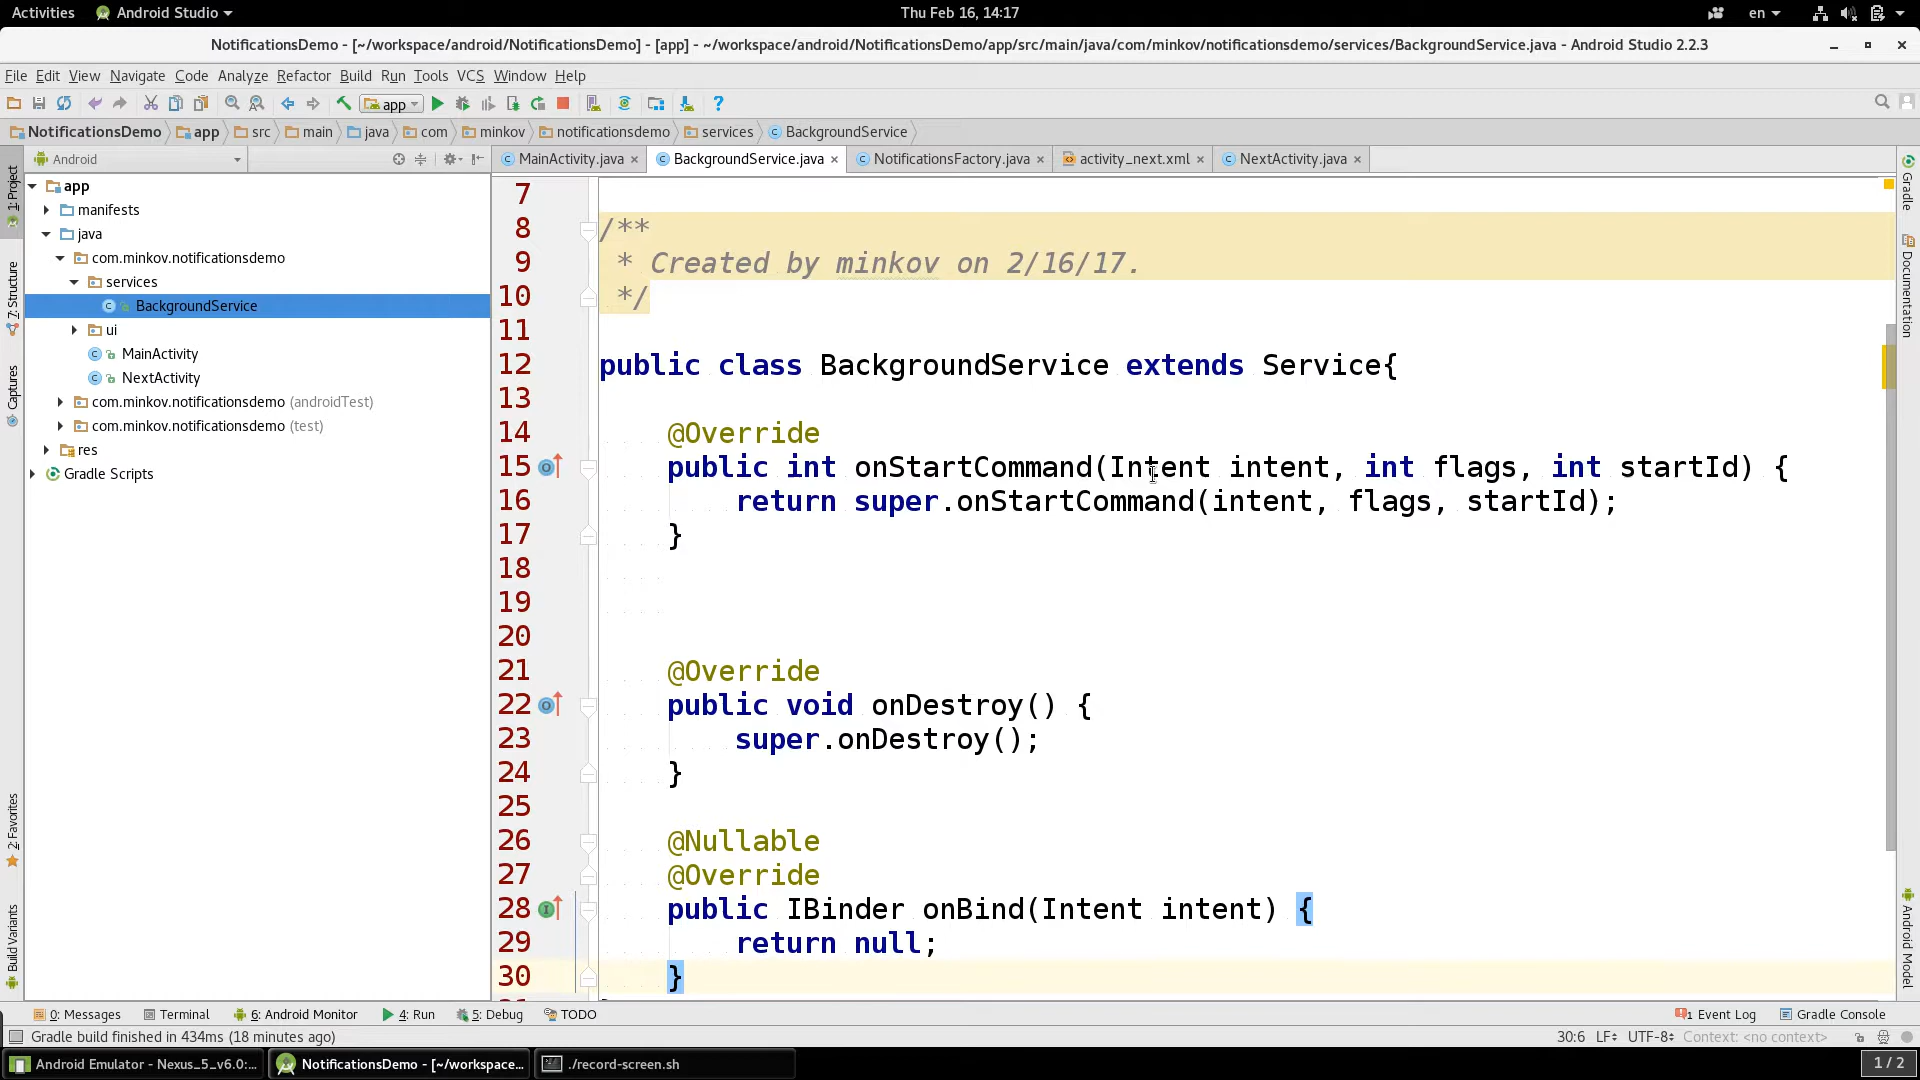 Activities Android Studio Thu Feb 16, 14:17 en
NotificationsDemo - [~/workspace/android/NotificationsDemo] - [app] - ~/workspace/android/NotificationsDemo/app/src/main/java/com/minkov/notificationsdemo/services/BackgroundService.java - Android Studio 2.2.3
File Edit View Navigate Code Analyze Refactor Build Run Tools VCS Window Help
app
NotificationsDemo app src main java com minkov notificationsdemo services BackgroundService
Android
MainActivity.java BackgroundService.java NotificationsFactory.java activity_next.xml NextActivity.java
1: Project
7: Structure
Captures
2: Favorites
Build Variants
app
manifests
java
com.minkov.notificationsdemo
services
BackgroundService
ui
MainActivity
NextActivity
com.minkov.notificationsdemo (androidTest)
com.minkov.notificationsdemo (test)
res
Gradle Scripts
7
8 /**
9 * Created by minkov on 2/16/17.
10 */
11
12 public class BackgroundService extends Service{
13
14 @Override
15 public int onStartCommand(Intent intent, int flags, int startId) {
16 return super.onStartCommand(intent, flags, startId);
17 }
18
19
20
21 @Override
22 public void onDestroy() {
23 super.onDestroy();
24 }
25
26 @Nullable
27 @Override
28 public IBinder onBind(Intent intent) {
29 return null;
30 }
Gradle
Documentation
Android Model
0: Messages Terminal 6: Android Monitor 4: Run 5: Debug TODO 1 Event Log Gradle Console
Gradle build finished in 434ms (18 minutes ago) 30:6 LF UTF-8 Context: <no context>
Android Emulator - Nexus_5_v6.0:... NotificationsDemo - [~/workspace... ./record-screen.sh 1 / 2